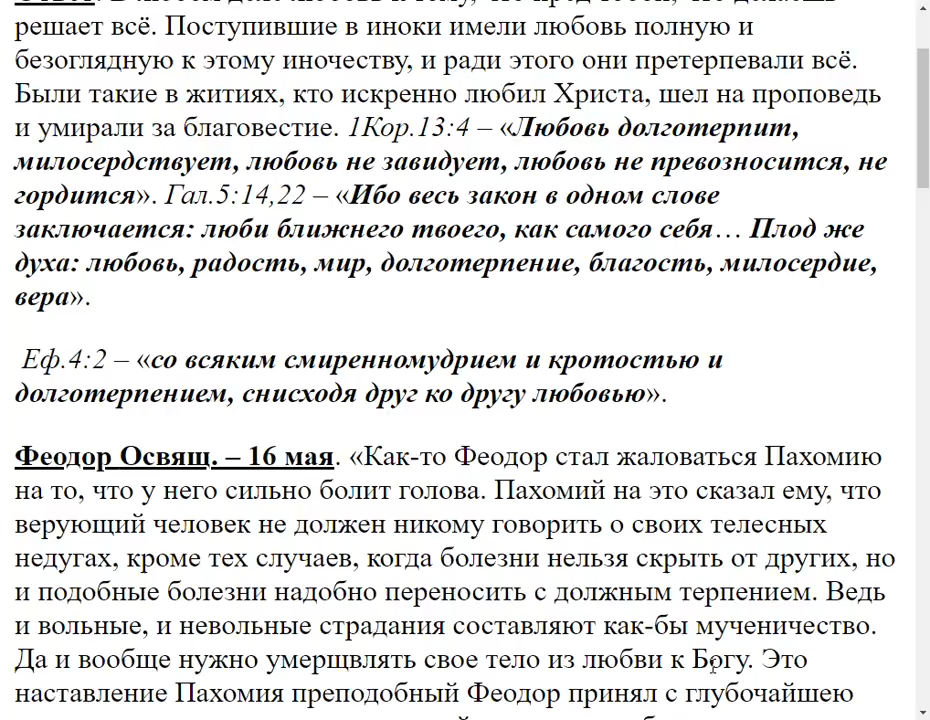 решает всё. Поступившие в иноки имели любовь полную и
безоглядную к этому иночеству, и ради этого они претерпевали всё.
Были такие в житиях, кто искренно любил Христа, шел на проповедь
и умирали за благовестие. 1Кор.13:4 – «Любовь долготерпит,
милосердствует, любовь не завидует, любовь не превозносится, не
гордится». Гал.5:14,22 – «Ибо весь закон в одном слове
заключается: люби ближнего твоего, как самого себя… Плод же
духа: любовь, радость, мир, долготерпение, благость, милосердие,
вера».
Еф.4:2 – «со всяким смиренномудрием и кротостью и
долготерпением, снисходя друг ко другу любовью».
Феодор Освящ. – 16 мая. «Как-то Феодор стал жаловаться Пахомию
на то, что у него сильно болит голова. Пахомий на это сказал ему, что
верующий человек не должен никому говорить о своих телесных
недугах, кроме тех случаев, когда болезни нельзя скрыть от других, но
и подобные болезни надобно переносить с должным терпением. Ведь
и вольные, и невольные страдания составляют как-бы мученичество.
Да и вообще нужно умерщвлять свое тело из любви к Богу. Это
наставление Пахомия преподобный Феодор принял с глубочайшею